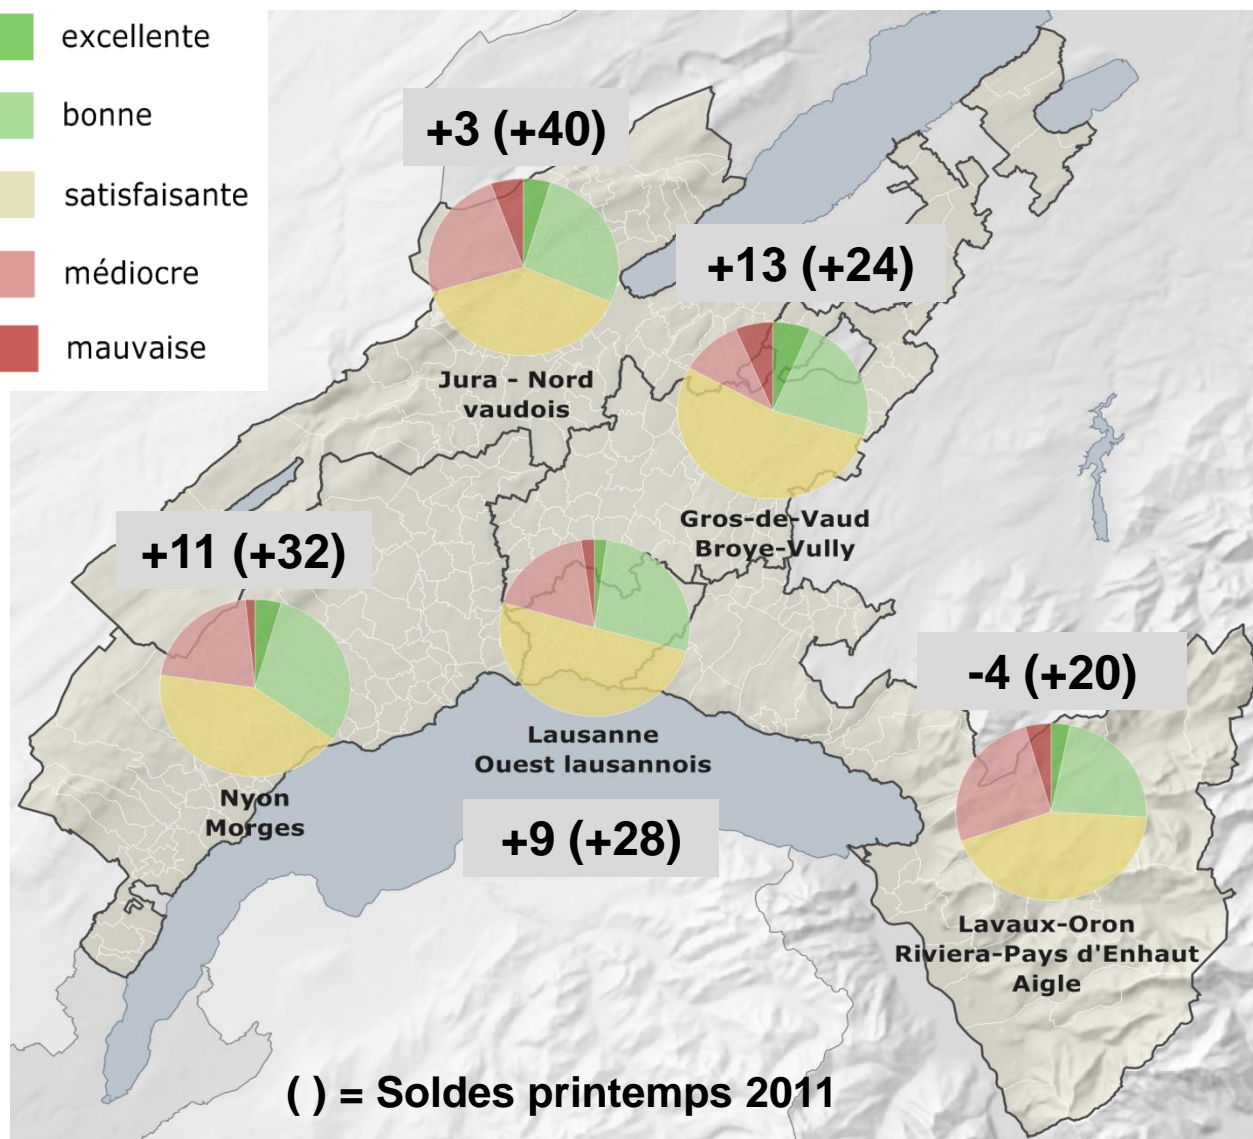 excellente
bonne
satisfaisante
médiocre
mauvaise
+3 (+40)
+13 (+24)
Jura - Nord
vaudois
Gros-de-Vaud
Broye-Vully
+11 (+32)
-4 (+20)
Lausanne
Ouest lausannois
Nyon
Morges
+9 (+28)
Lavaux-Oron
Riviera-Pays d'Enhaut
Aigle
( ) = Soldes printemps 2011